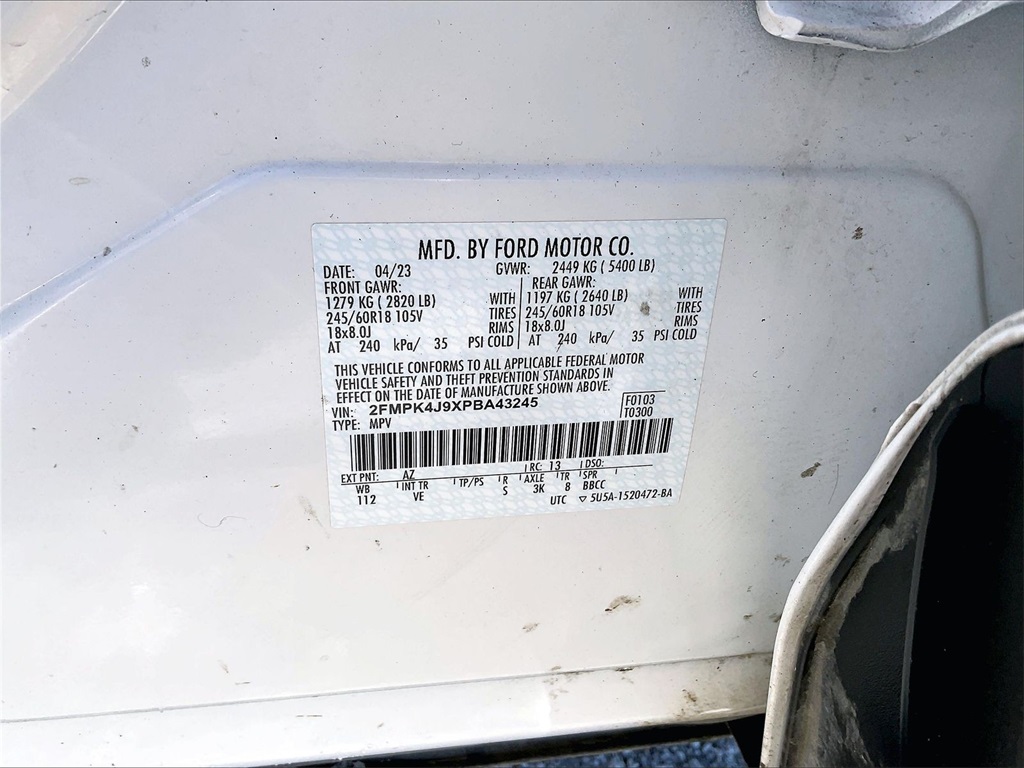 MFD. BY FORD MOTOR CO.
DATE: 04/23 GVWR: 2449 KG ( 5400 LB)
FRONT GAWR: REAR GAWR:
1279 KG ( 2820 LB) WITH 1197 KG ( 2640 LB) WITH
245/60R18 105V TIRES 245/60R18 105V TIRES
18x8.0J RIMS 18x8.0J RIMS
AT 240 kPa/ 35 PSI COLD AT 240 kPa/ 35 PSI COLD
THIS VEHICLE CONFORMS TO ALL APPLICABLE FEDERAL MOTOR
VEHICLE SAFETY AND THEFT PREVENTION STANDARDS IN
EFFECT ON THE DATE OF MANUFACTURE SHOWN ABOVE.
VIN: 2FMPK4J9XPBA43245 F0103
TYPE: MPV T0300
EXT PNT: AZ RC: 13 DSO:
WB INT TR TP/PS R AXLE TR SPR
112 VE S 3K 8 BBCC
UTC ▽ 5U5A-1520472-BA